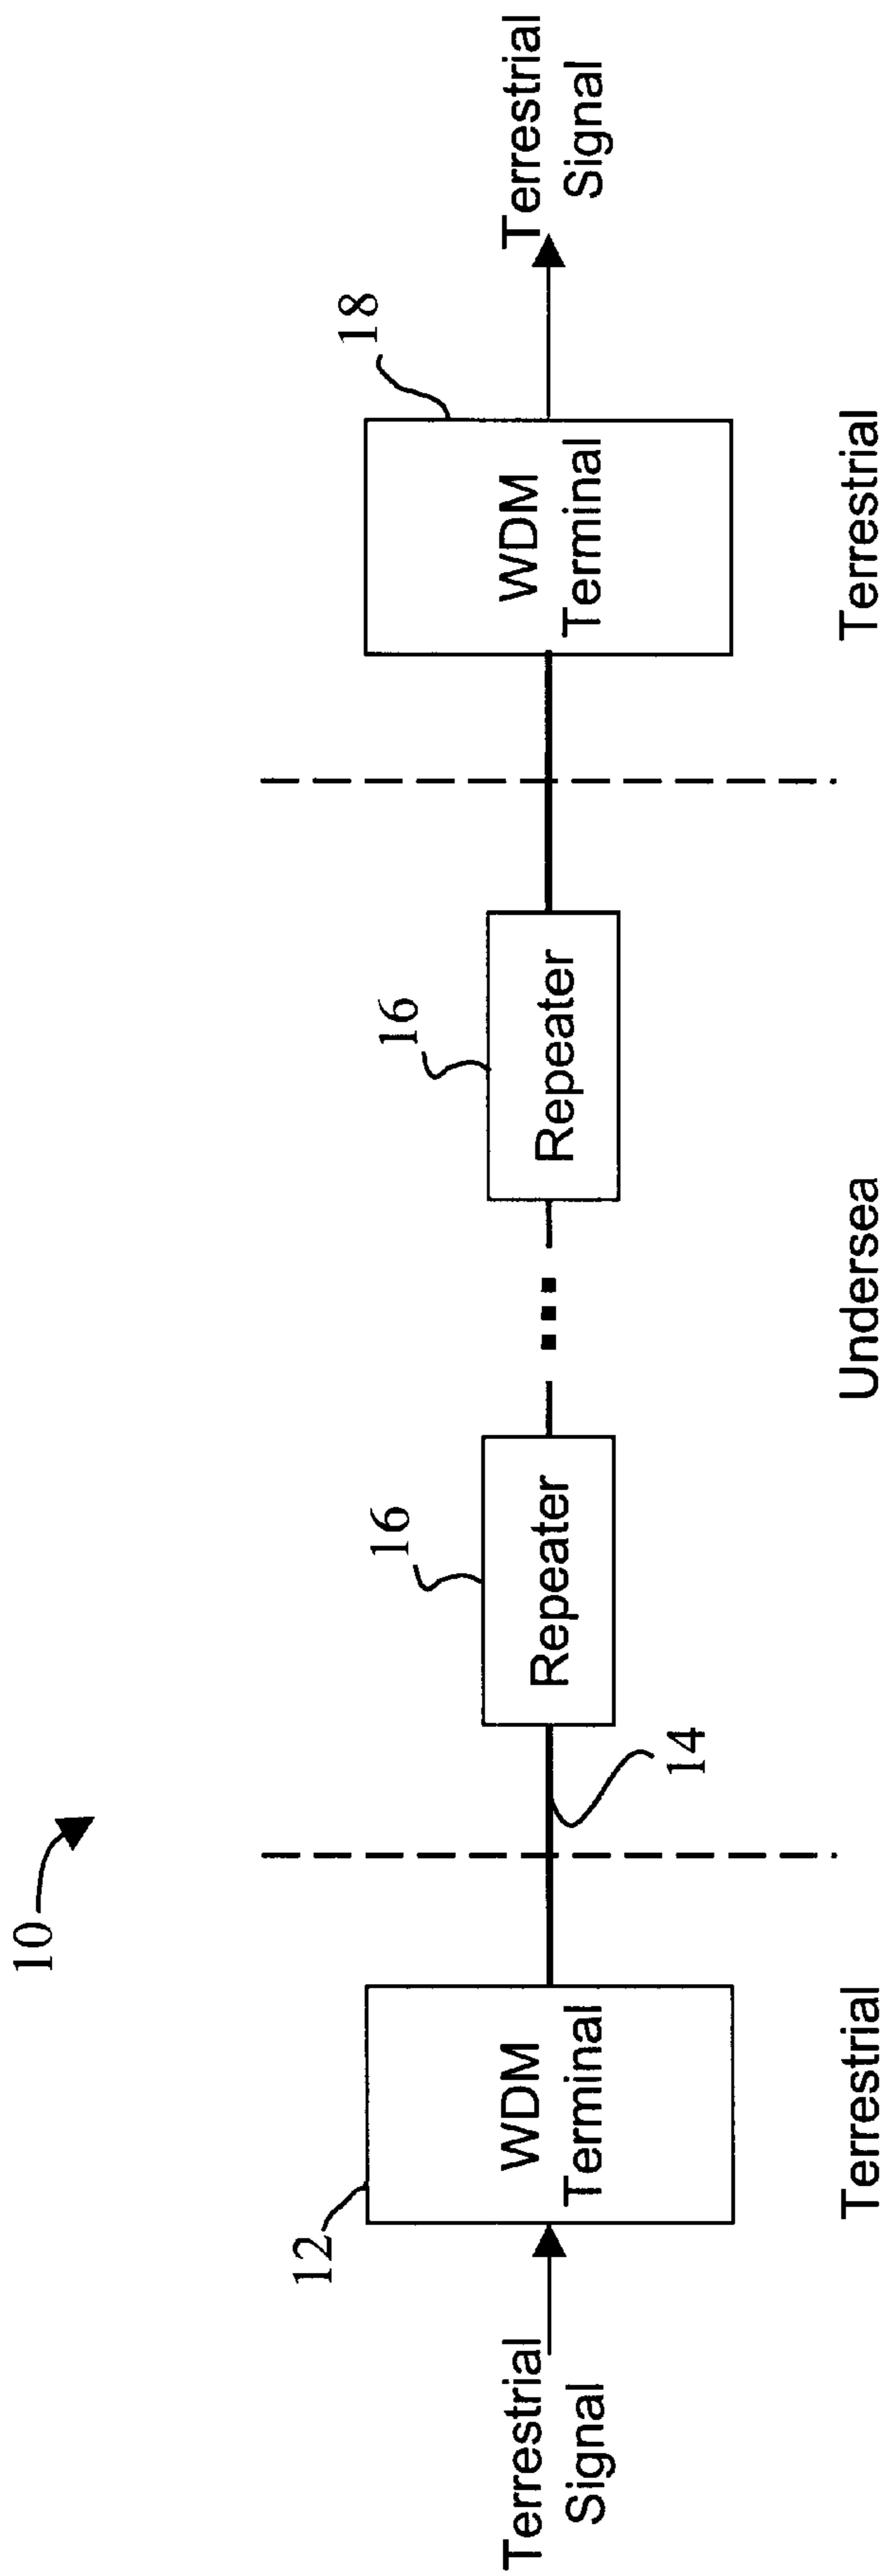 10
12
14
16
16
18
Terrestrial
Signal
WDM
Terminal
Repeater
Repeater
WDM
Terminal
Terrestrial
Signal
Terrestrial
Undersea
Terrestrial